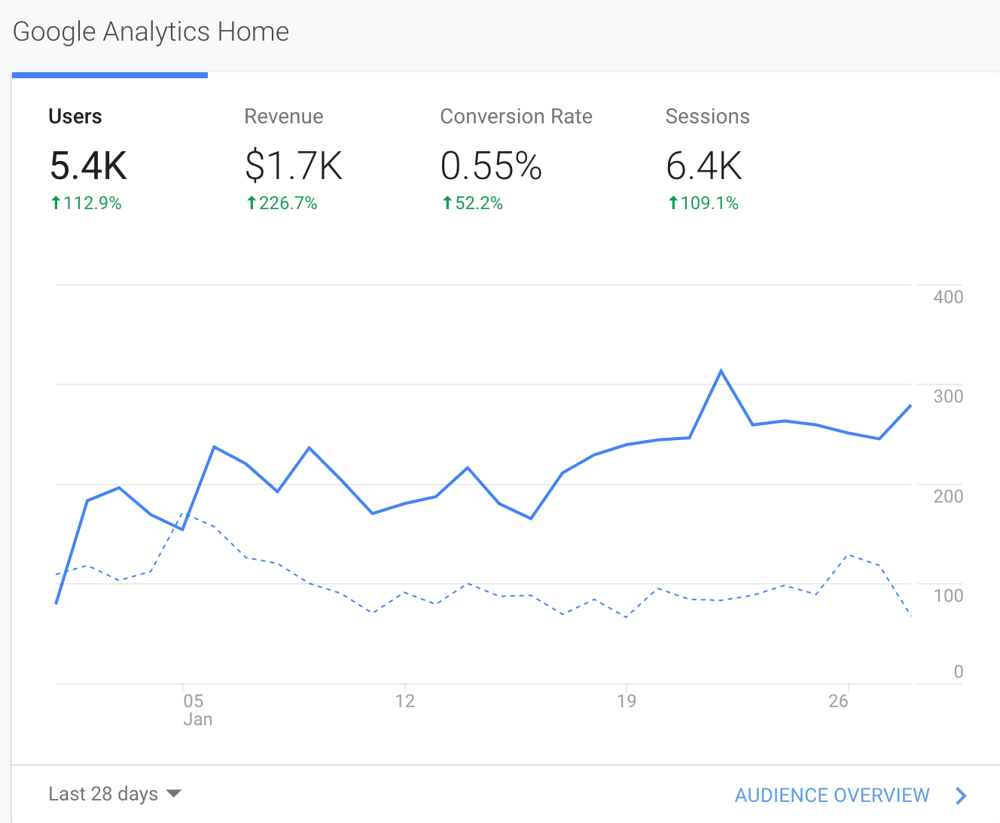 Google Analytics Home
Users
Revenue
Conversion Rate
Sessions
5.4K
$1.7K
0.55%
6.4K
↑112.9%
↑226.7%
↑52.2%
↑109.1%
400
300
200
100
0
05
Jan
12
19
26
Last 28 days
AUDIENCE OVERVIEW